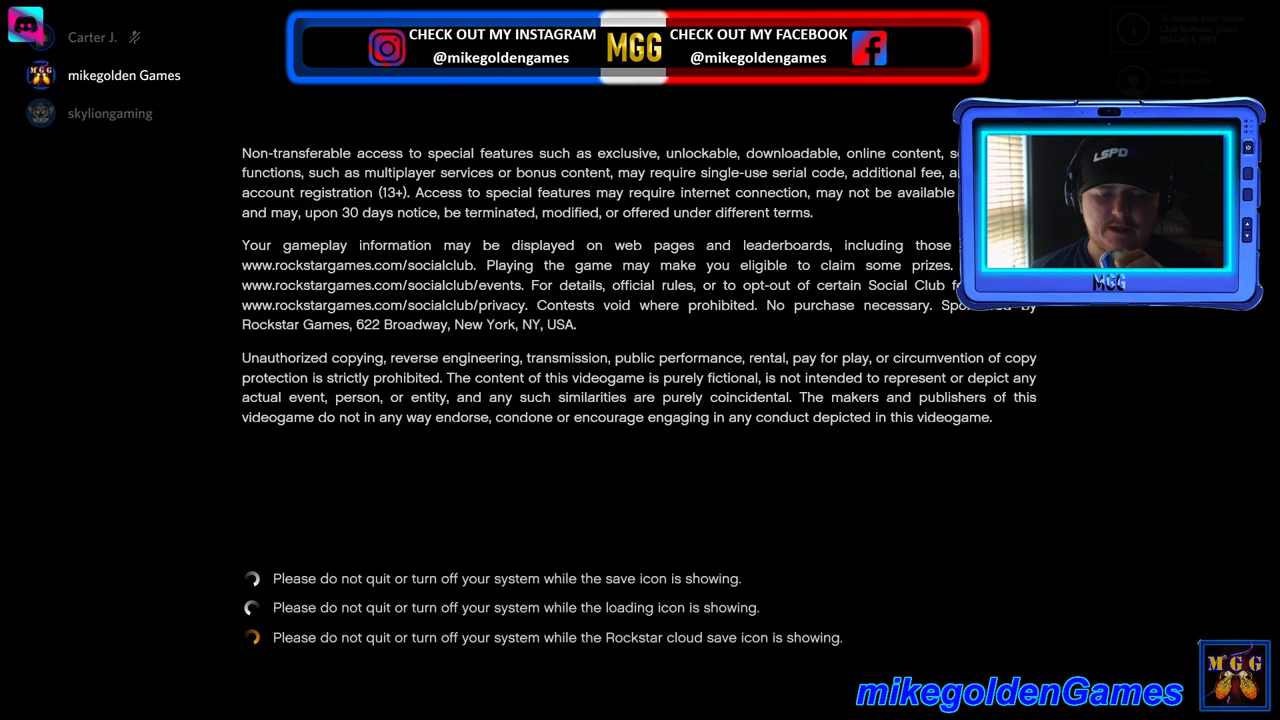 Carter J.
mikegolden Games
skyliongaming
CHECK OUT MY INSTAGRAM
@mikegoldengames
MGG
CHECK OUT MY FACEBOOK
@mikegoldengames
To access new Social
Club features, press
LSPD
MGG
Non-transferable access to special features such as exclusive, unlockable, downloadable, online content,
functions, such as multiplayer services or bonus content, may require single-use serial code, additional fee,
account registration (13+). Access to special features may require internet connection, may not be available
and may, upon 30 days notice, be terminated, modified, or offered under different terms.
Your gameplay information may be displayed on web pages and leaderboards, including those
www.rockstargames.com/socialclub. Playing the game may make you eligible to claim some prizes.
www.rockstargames.com/socialclub/events. For details, official rules, or to opt-out of certain Social Club
www.rockstargames.com/socialclub/privacy. Contests void where prohibited. No purchase necessary. by
Rockstar Games, 622 Broadway, New York, NY, USA.
Unauthorized copying, reverse engineering, transmission, public performance, rental, pay for play, or circumvention of copy
protection is strictly prohibited. The content of this videogame is purely fictional, is not intended to represent or depict any
actual event, person, or entity, and any such similarities are purely coincidental. The makers and publishers of this
videogame do not in any way endorse, condone or encourage engaging in any conduct depicted in this videogame.
Please do not quit or turn off your system while the save icon is showing.
Please do not quit or turn off your system while the loading icon is showing.
Please do not quit or turn off your system while the Rockstar cloud save icon is showing.
mikegoldenGames
MGG